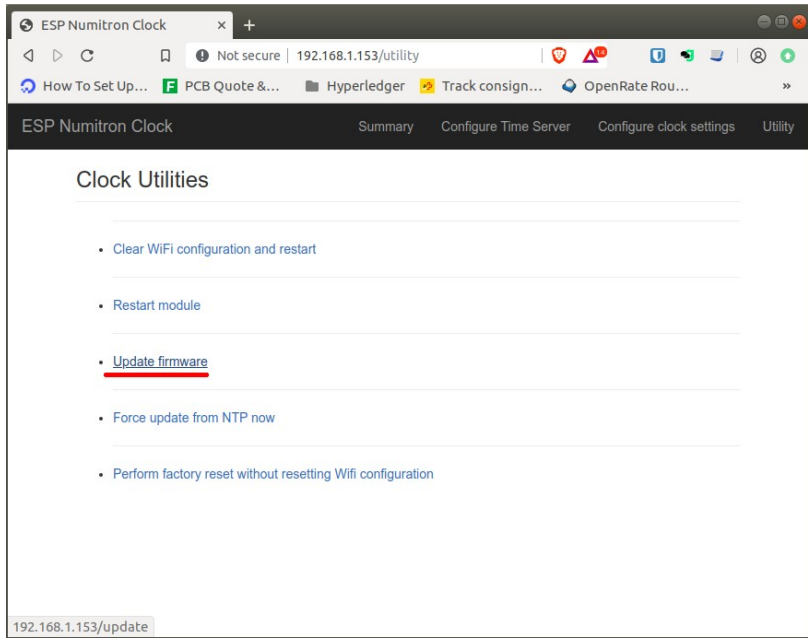 ESP Numitron Clock
Not secure 192.168.1.153/utility 14
How To Set Up... PCB Quote &... Hyperledger Track consign... OpenRate Rou... »
ESP Numitron Clock Summary Configure Time Server Configure clock settings Utility
Clock Utilities
• Clear WiFi configuration and restart
• Restart module
• Update firmware
• Force update from NTP now
• Perform factory reset without resetting Wifi configuration
192.168.1.153/update